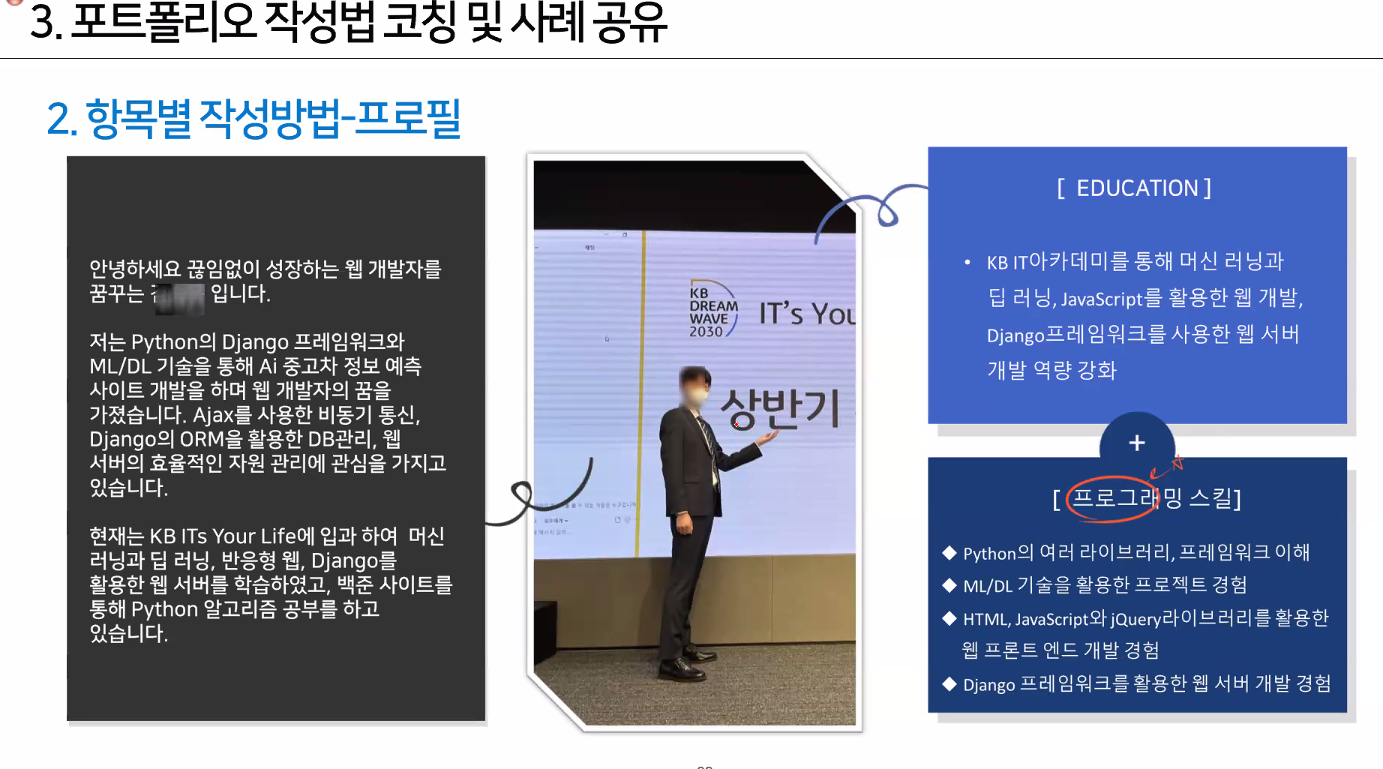 3. 포트폴리오 작성법 코칭 및 사례 공유
2. 항목별 작성방법-프로필
안녕하세요 끊임없이 성장하는 웹 개발자를
꿈꾸는 입니다.
저는 Python의 Django 프레임워크와
ML/DL 기술을 통해 Ai 중고차 정보 예측
사이트 개발을 하며 웹 개발자의 꿈을
가졌습니다. Ajax를 사용한 비동기 통신,
Django의 ORM을 활용한 DB관리, 웹
서버의 효율적인 자원 관리에 관심을 가지고
있습니다.
현재는 KB ITs Your Life에 입과 하여 머신
러닝과 딥 러닝, 반응형 웹, Django를
활용한 웹 서버를 학습하였고, 백준 사이트를
통해 Python 알고리즘 공부를 하고
있습니다.
KB
DREAM
WAVE
2030
IT's You
상반기
[ EDUCATION ]
• KB IT아카데미를 통해 머신 러닝과
딥 러닝, JavaScript를 활용한 웹 개발,
Django프레임워크를 사용한 웹 서버
개발 역량 강화
+
[ 프로그래밍 스킬]
◆ Python의 여러 라이브러리, 프레임워크 이해
◆ ML/DL 기술을 활용한 프로젝트 경험
◆ HTML, JavaScript와 jQuery라이브러리를 활용한
웹 프론트 엔드 개발 경험
◆ Django 프레임워크를 활용한 웹 서버 개발 경험